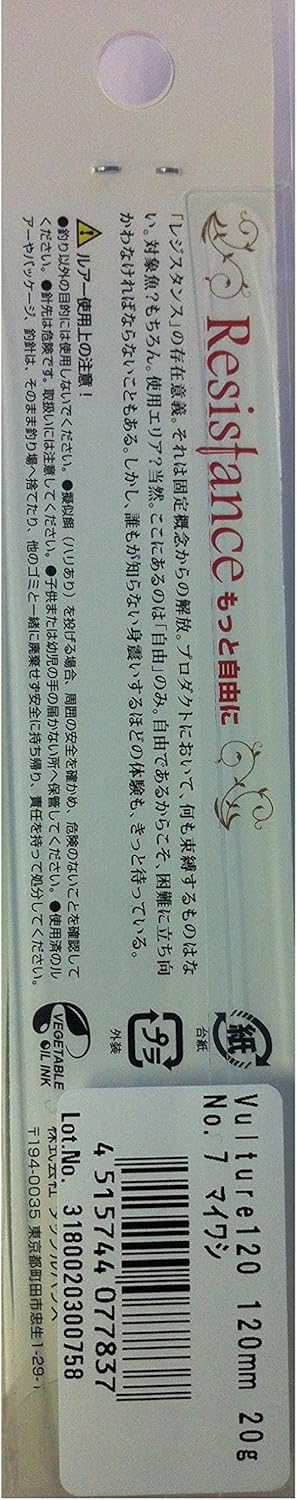 Resistance もっと自由に
「レジスタンス」の存在意義。それは固定概念からの解放。プロダクトにおいて、何も束縛するものはな
い。対象魚?もちろん。使用エリア?当然。ここにあるのは「自由」のみ。自由であるからこそ、困難に立ち向
かわなければならないこともある。しかし、誰もが知らない身震いするほどの体験も、きっと待っている。
ルアー使用上の注意!
●釣り以外の目的には使用しないでください。●擬似餌(ハリあり)を投げる場合、周囲の安全を確かめ、危険のないことを確認して
ください。●針先は危険です。取扱いには注意してください。●子供または幼児の手の届かない所へ保管してください。●使用済のル
アーやパッケージ、釣針は、そのまま釣り場へ捨てたり、他のゴミと一緒に廃棄せず安全に持ち帰り、責任を持って処分してください。
紙
台紙
プラ
外装
VEGETABLE
OIL INK
Vulture120 120mm 20g
No.7 マイワシ
4 515744 077837
Lot.No. 3180020300758
株式会社 タックルハウス
〒194-0035 東京都町田市忠生1-29-1